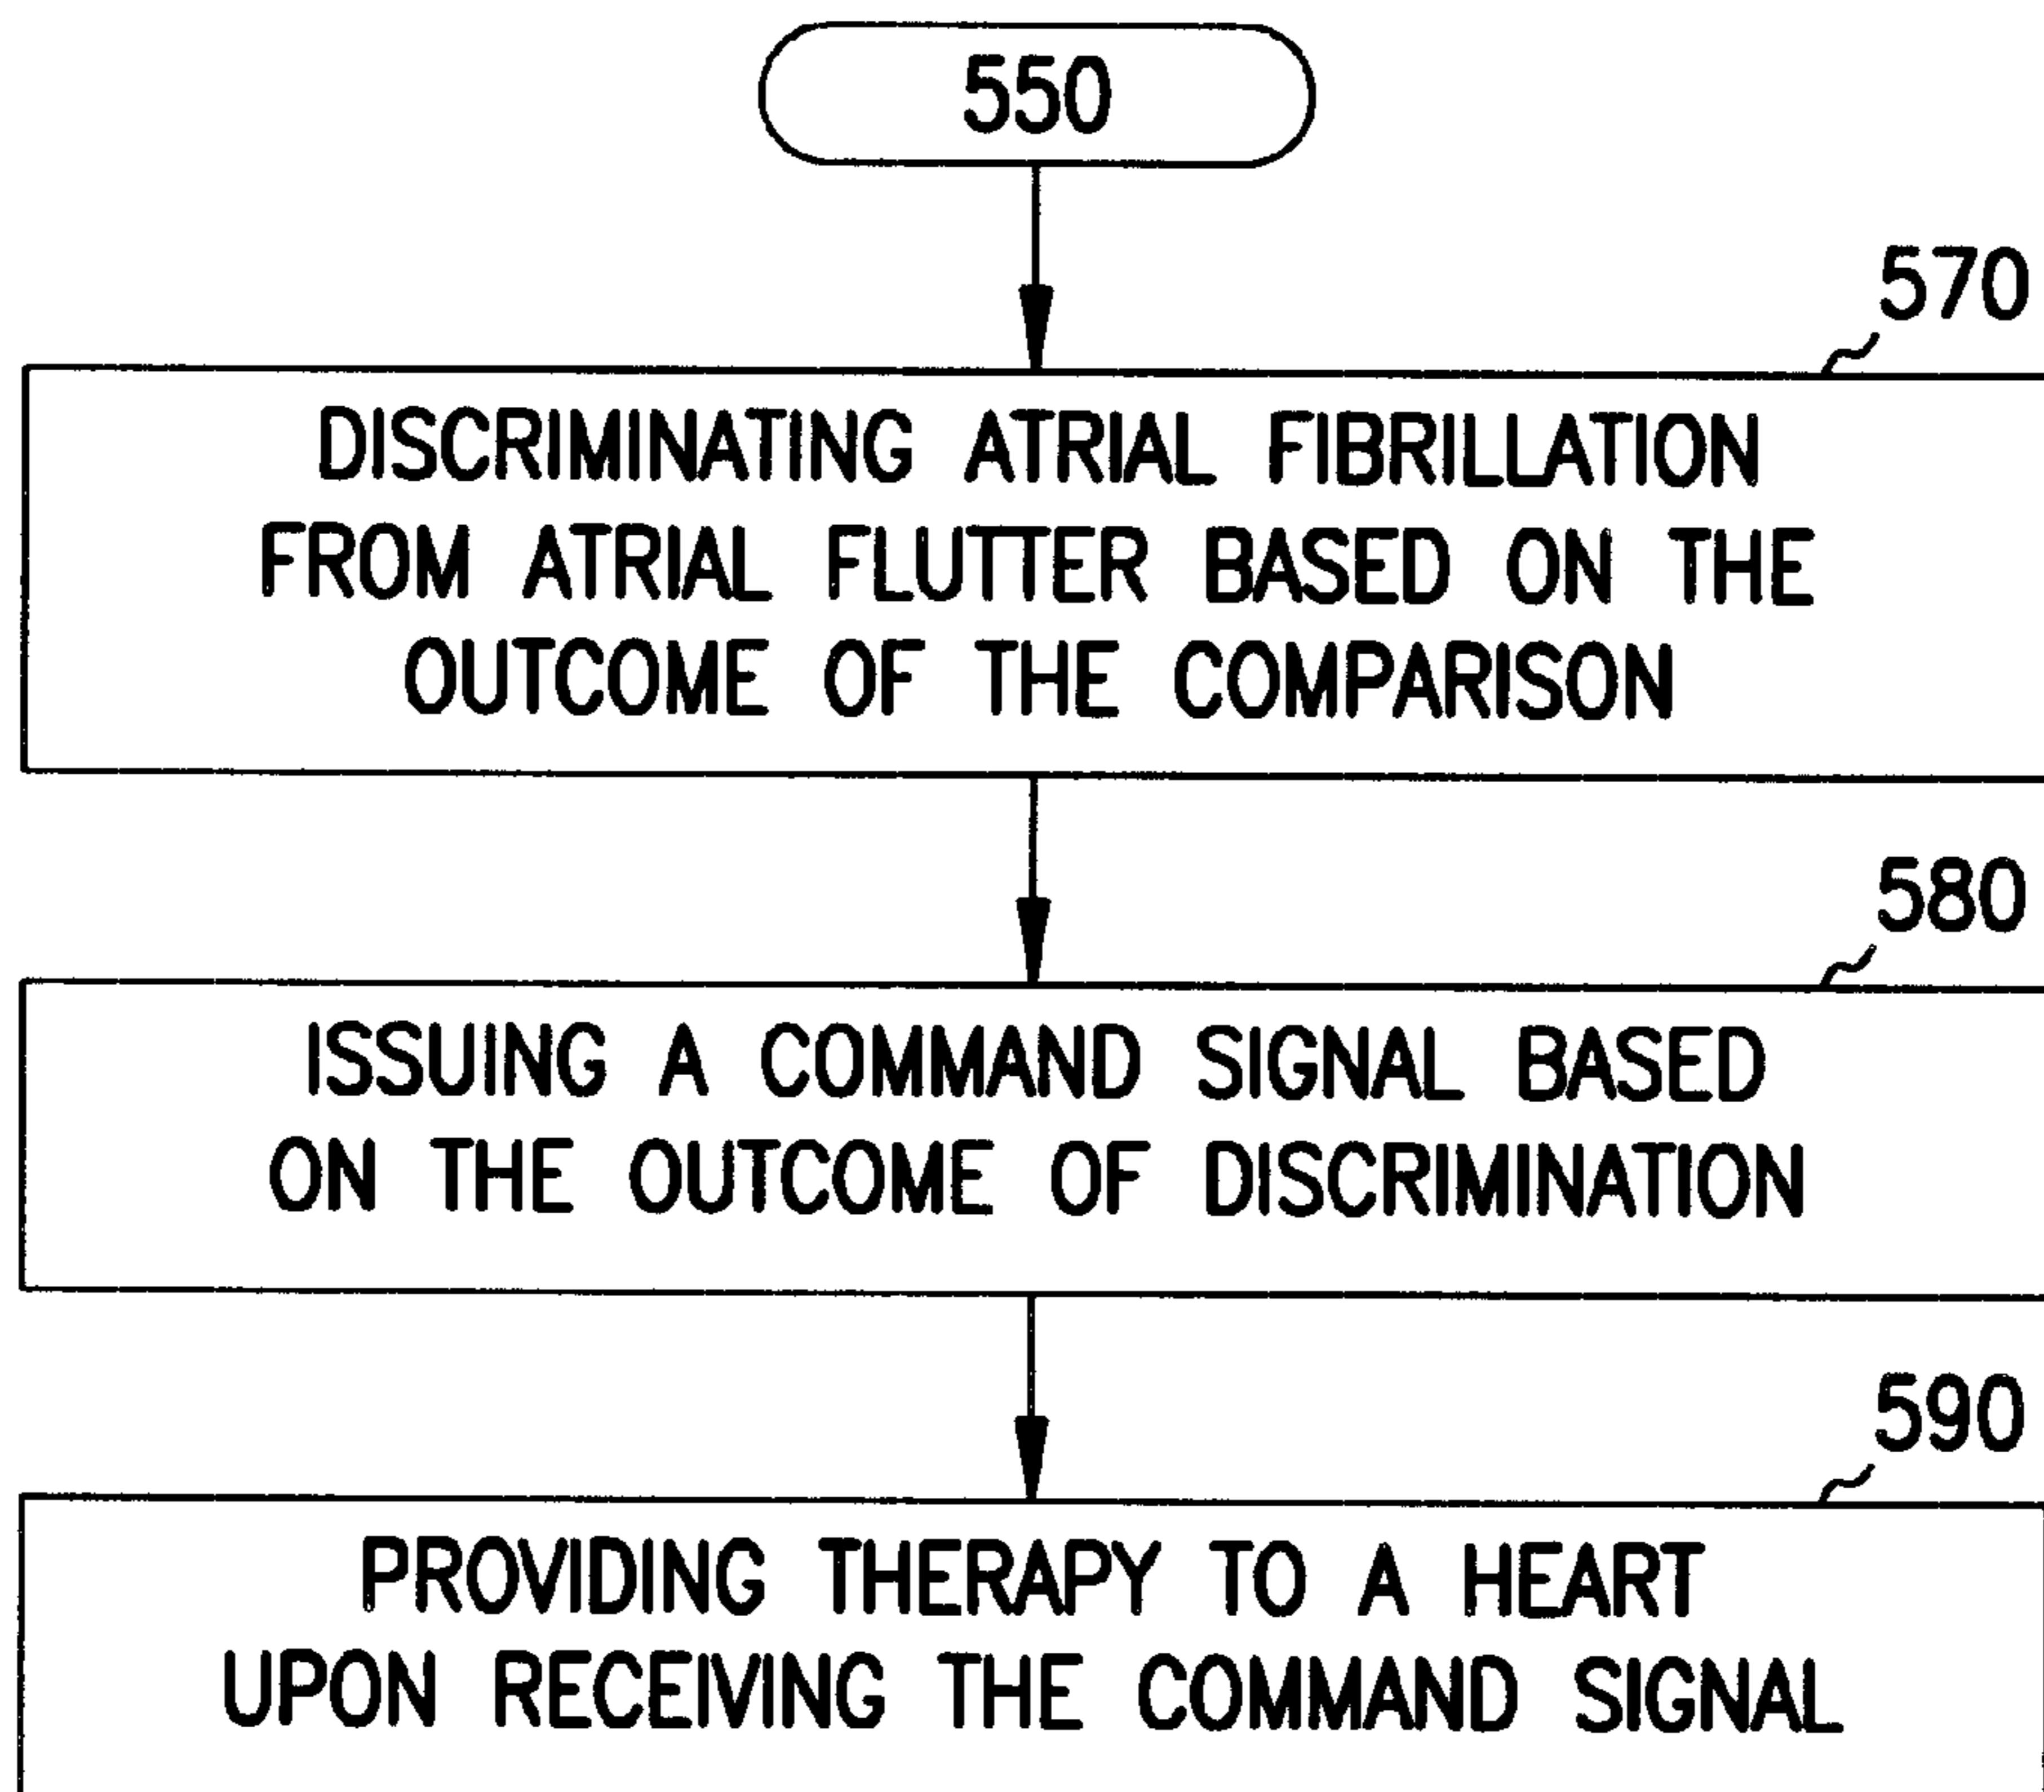 550
570
DISCRIMINATING ATRIAL FIBRILLATION
FROM ATRIAL FLUTTER BASED ON THE
OUTCOME OF THE COMPARISON
580
ISSUING A COMMAND SIGNAL BASED
ON THE OUTCOME OF DISCRIMINATION
590
PROVIDING THERAPY TO A HEART
UPON RECEIVING THE COMMAND SIGNAL